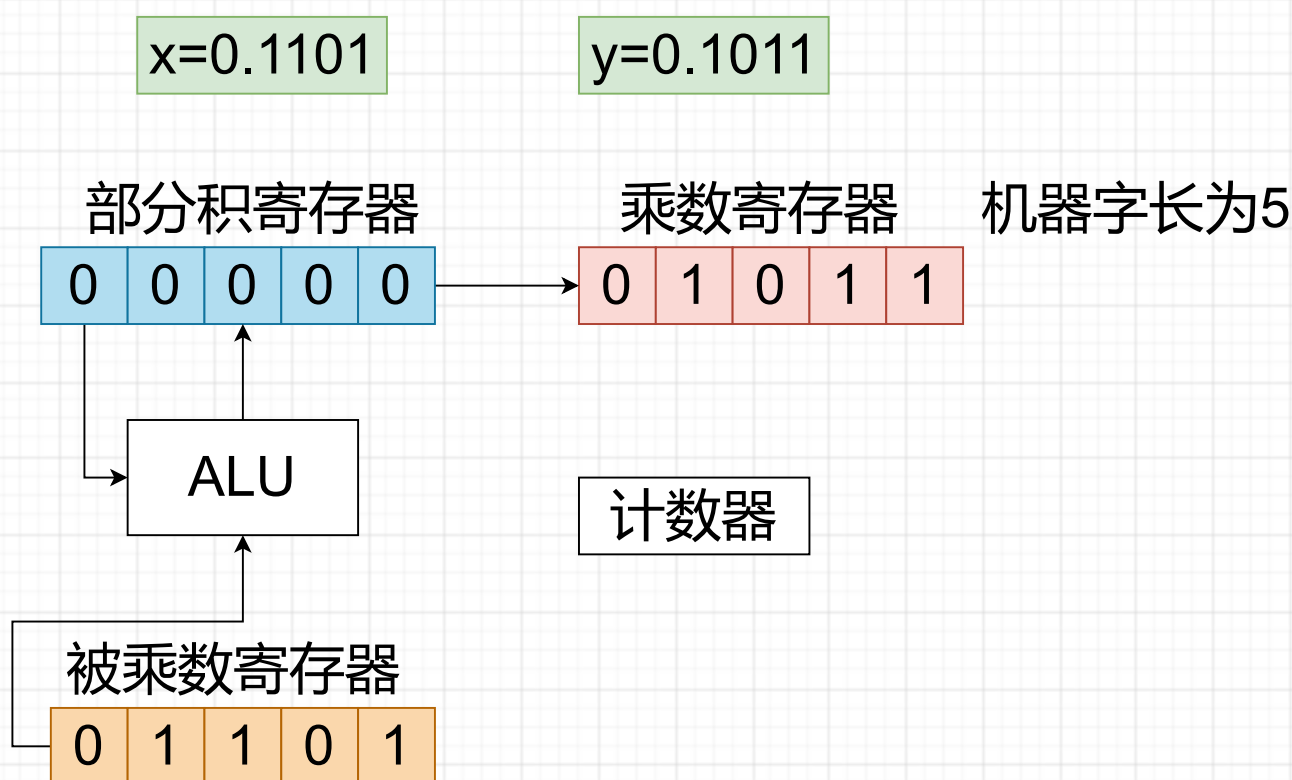 x=0.1101
y=0.1011
部分积寄存器
乘数寄存器
机器字长为5
0 0 0 0 0
0 1 0 1 1
ALU
计数器
被乘数寄存器
0 1 1 0 1